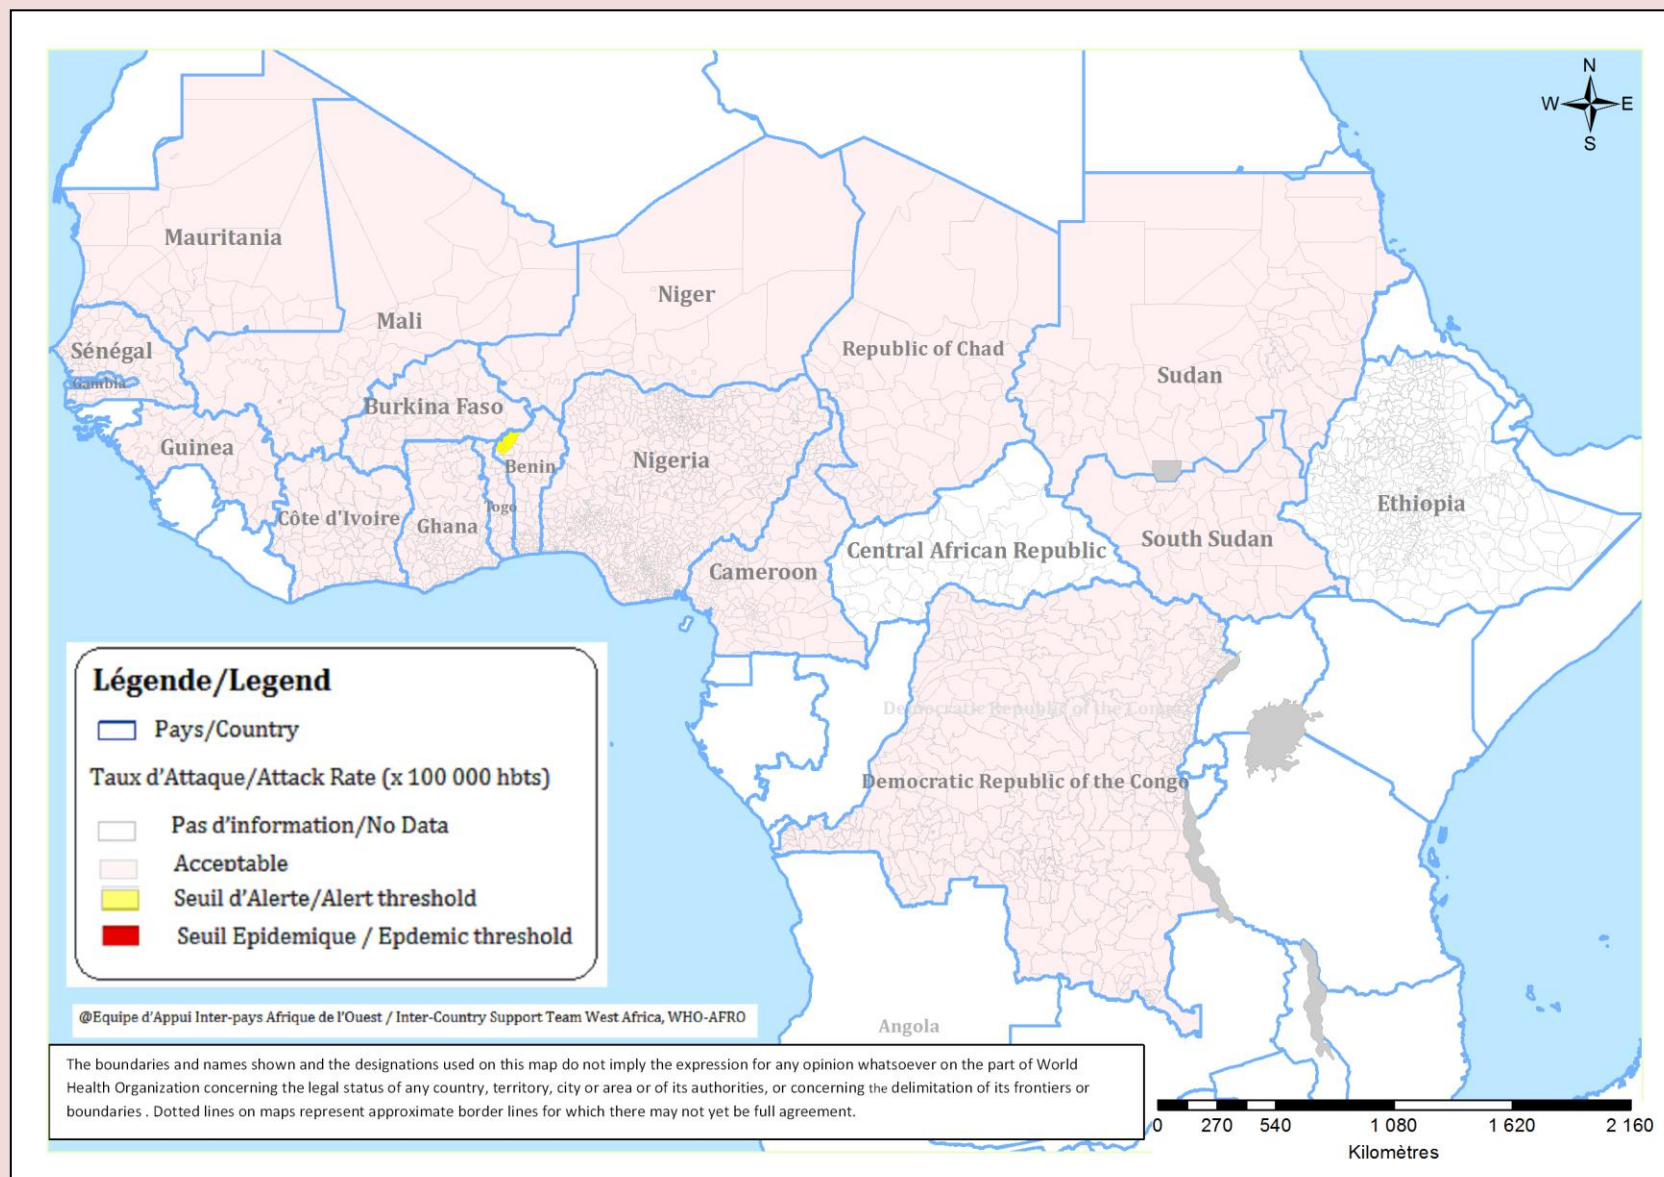 N
W E
S
Mauritania
Niger
Mali
Sénégal
Republic of Chad
Sudan
Gambia
Burkina Faso
Guinea
Benin
Nigeria
Ethiopia
Togo
Côte d'Ivoire
Ghana
South Sudan
Central African Republic
Cameroon
Democratic Republic of the Congo
Democratic Republic of the Congo
Angola
Légende/Legend
Pays/Country
Taux d'Attaque/Attack Rate (x 100 000 hbts)
Pas d'information/No Data
Acceptable
Seuil d'Alerte/Alert threshold
Seuil Epidemique / Epdemic threshold
@Equipe d'Appui Inter-pays Afrique de l'Ouest / Inter-Country Support Team West Africa, WHO-AFRO
The boundaries and names shown and the designations used on this map do not imply the expression for any opinion whatsoever on the part of World
Health Organization concerning the legal status of any country, territory, city or area or of its authorities, or concerning the delimitation of its frontiers or
boundaries . Dotted lines on maps represent approximate border lines for which there may not yet be full agreement.
0 270 540 1 080 1 620 2 160
Kilomètres